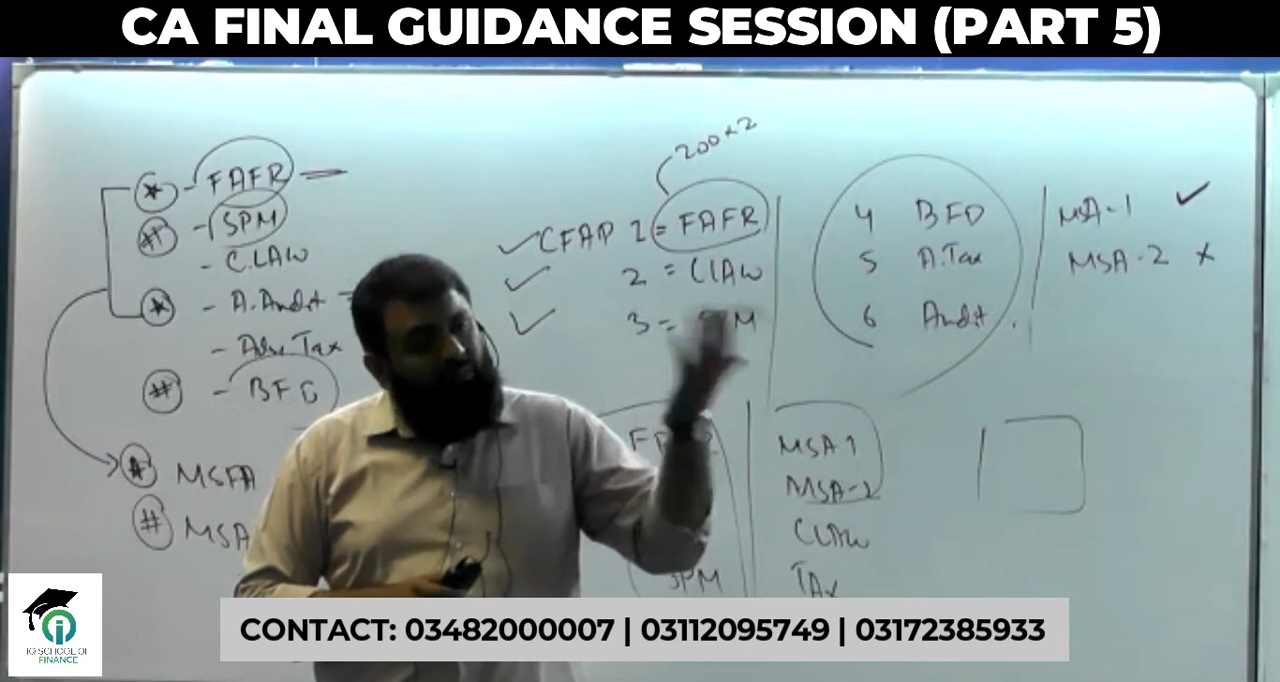 CA FINAL GUIDANCE SESSION (PART 5)
* - FAFR
# - SPM
- C.LAW
* - A.Audit
- Adv. Tax
# - BFD
MSFA
# MSA
200 x 2
CFAP 1 = FAFR
2 = CLAW
3 =
4 BFD
5 A.Tax
6 Audit.
MSA-1 ✓
MSA-2 x
SPM
MSA-1
MSA-2
CLAW
TAX
IQ SCHOOL OF
FINANCE
CONTACT: 03482000007 | 03112095749 | 03172385933